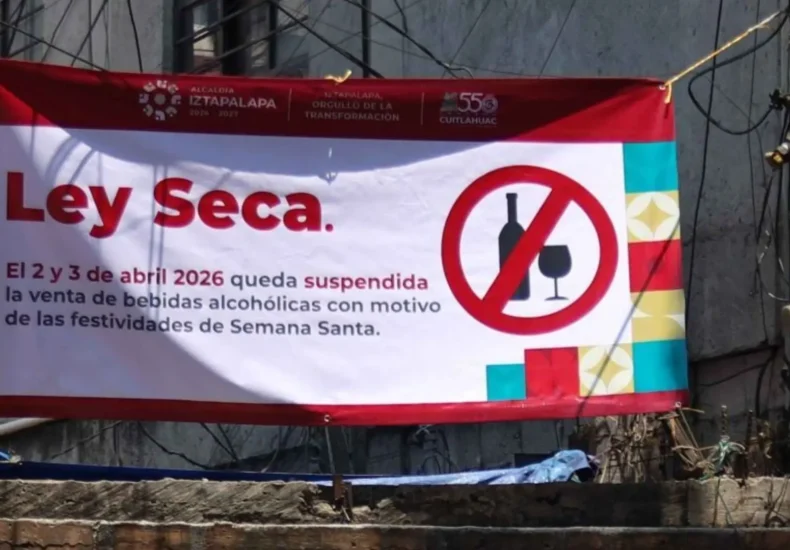 ALCALDÍA
IZTAPALAPA
2024 2027
IZTAPALAPA,
ORGULLO DE LA
TRANSFORMACIÓN
55
CUITLÁHUAC
Ley Seca.
El 2 y 3 de abril 2026 queda suspendida
la venta de bebidas alcohólicas con motivo
de las festividades de Semana Santa.